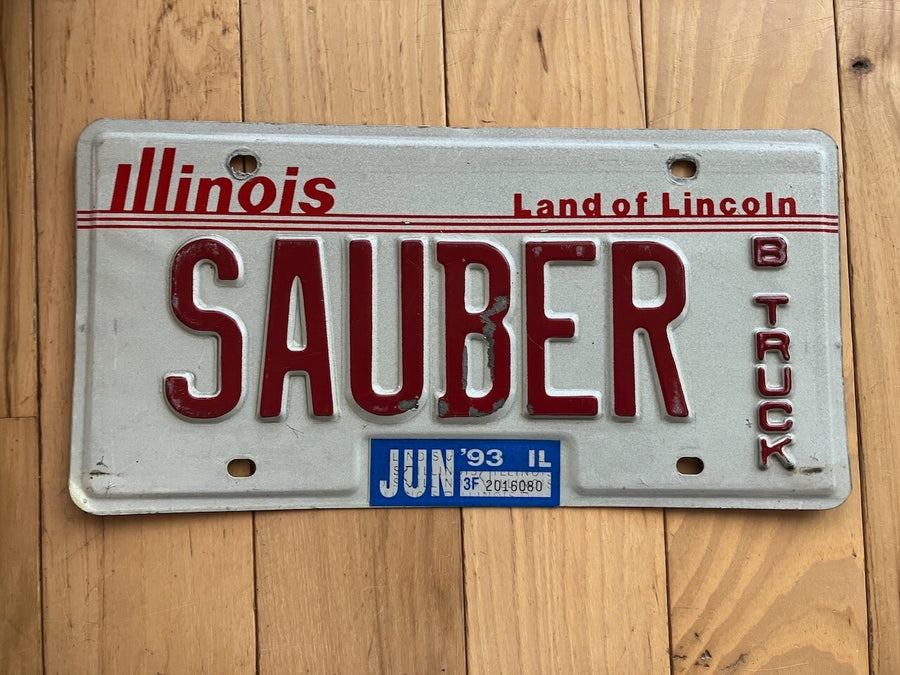 Illinois Land of Lincoln
SAUBER
B TRUCK
JUN '93 IL
3F 2016080